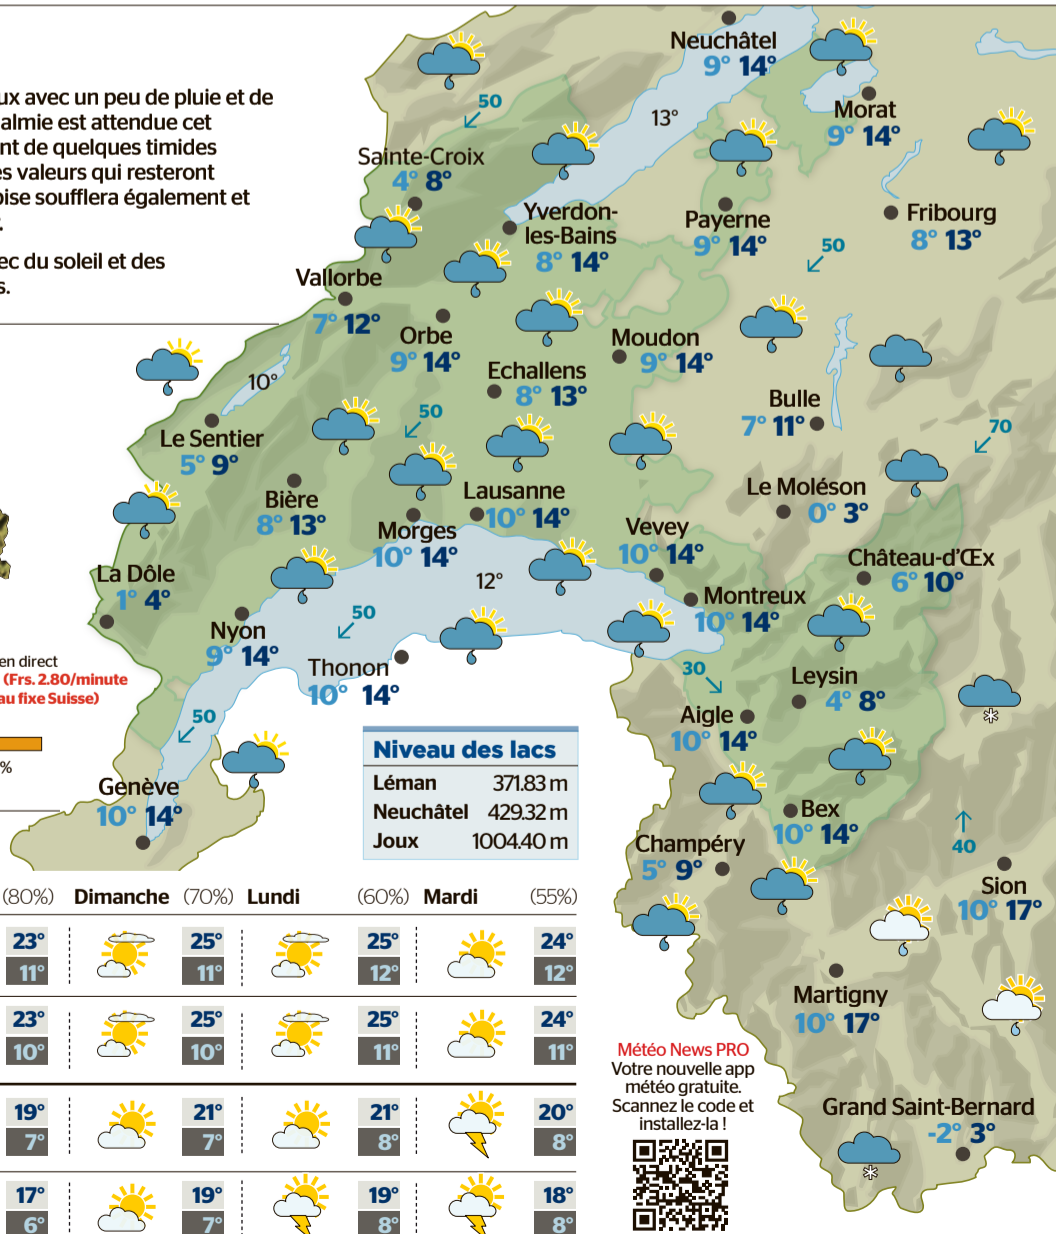 ux avec un peu de pluie et de
almie est attendue cet
nt de quelques timides
es valeurs qui resteront
bise soufflera également et
ec du soleil et des
s.
Neuchâtel
9° 14°
Morat
9° 14°
50
13°
Sainte-Croix
4° 8°
Yverdon-
les-Bains
8° 14°
Payerne
9° 14°
Fribourg
8° 13°
50
Vallorbe
7° 12°
Orbe
9° 14°
Moudon
9° 14°
Echallens
8° 13°
10°
Bulle
7° 11°
50
70
Le Sentier
5° 9°
Bière
8° 13°
Lausanne
10° 14°
Le Moléson
0° 3°
Morges
10° 14°
Vevey
10° 14°
Château-d'Œx
6° 10°
La Dôle
1° 4°
12°
Montreux
10° 14°
50
Nyon
9° 14°
Thonon
10° 14°
30
Leysin
4° 8°
en direct
(Frs. 2.80/minute
au fixe Suisse)
Aigle
10° 14°
50
%
Genève
10° 14°
Niveau des lacs
Léman 371.83 m
Neuchâtel 429.32 m
Joux 1004.40 m
Bex
10° 14°
Champéry
5° 9°
40
Sion
10° 17°
Martigny
10° 17°
Grand Saint-Bernard
-2° 3°
(80%) Dimanche (70%) Lundi (60%) Mardi (55%)
23° 25° 25° 24°
11° 11° 12° 12°
23° 25° 25° 24°
10° 10° 11° 11°
19° 21° 21° 20°
7° 7° 8° 8°
17° 19° 19° 18°
6° 7° 8° 8°
Météo News PRO
Votre nouvelle app
météo gratuite.
Scannez le code et
installez-la !